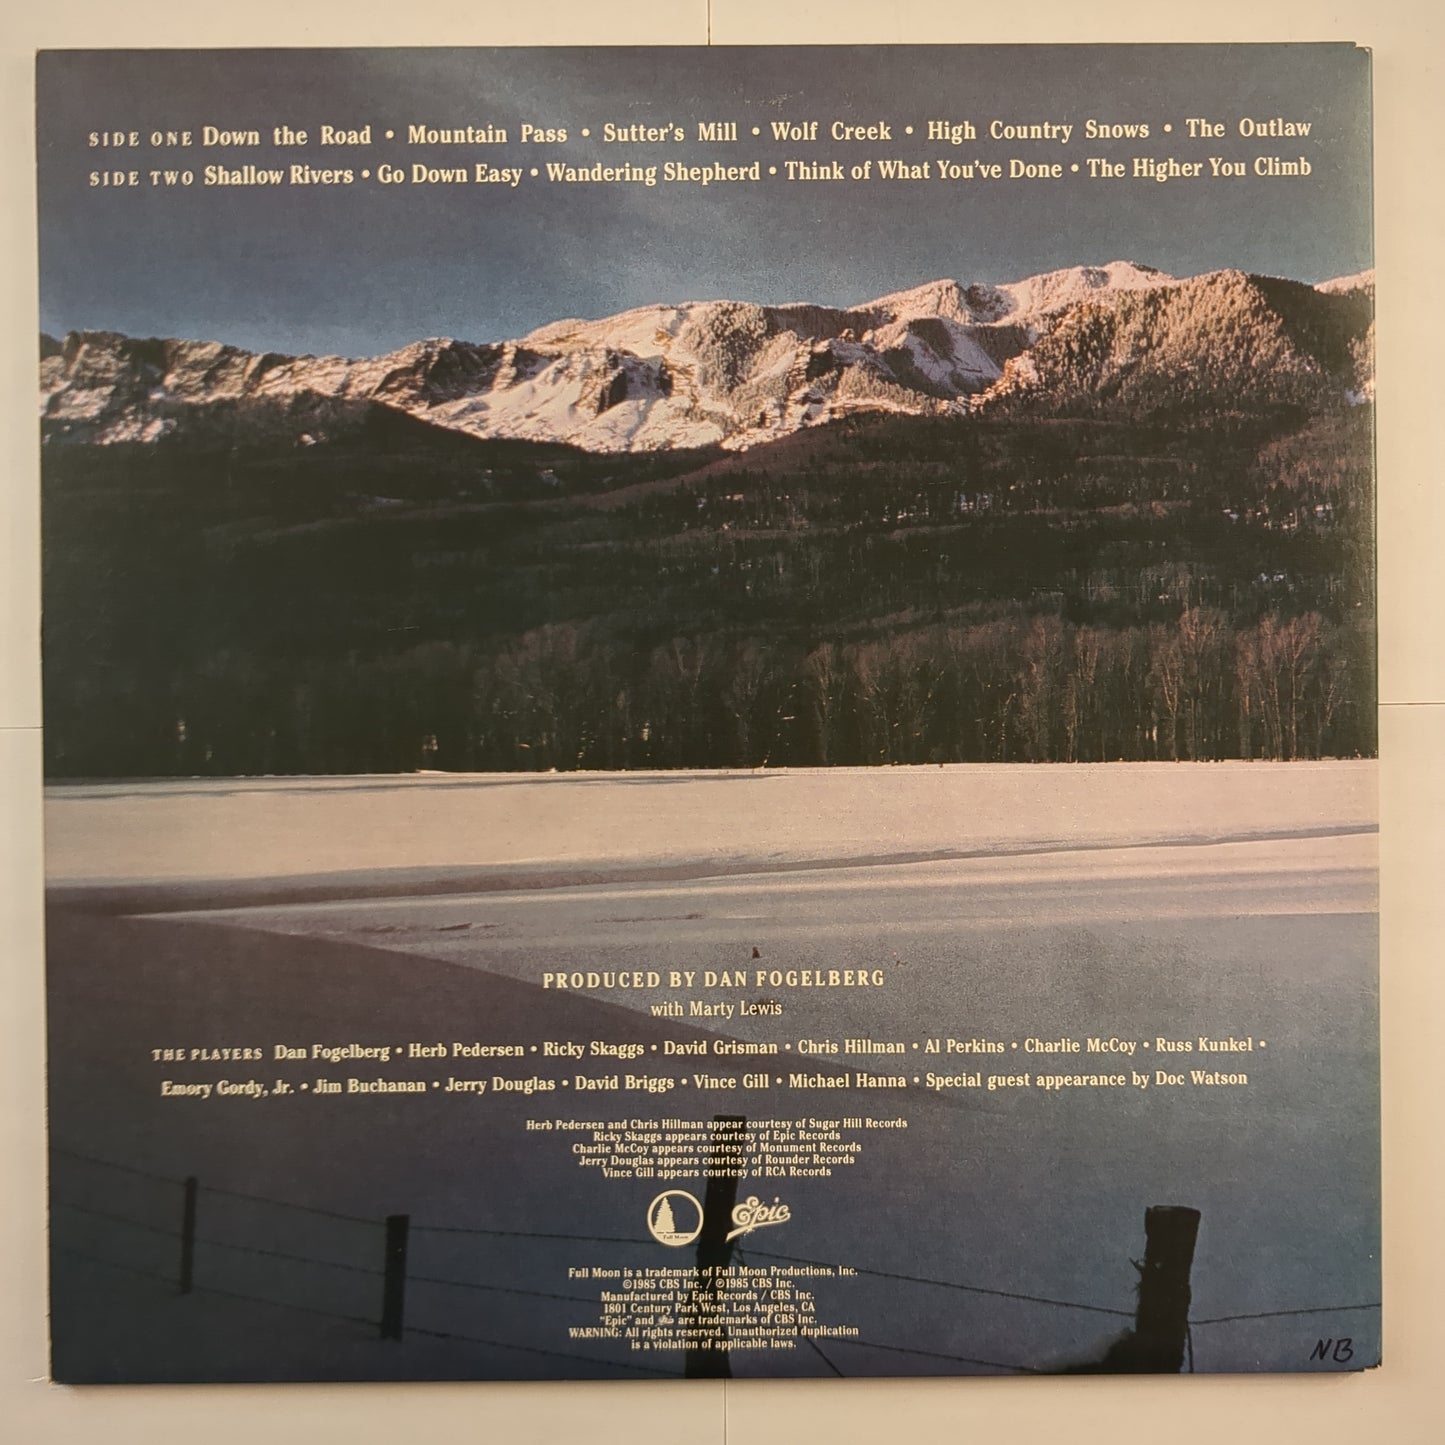 SIDE ONE Down the Road • Mountain Pass • Sutter's Mill • Wolf Creek • High Country Snows • The Outlaw
SIDE TWO Shallow Rivers • Go Down Easy • Wandering Shepherd • Think of What You've Done • The Higher You Climb
PRODUCED BY DAN FOGELBERG
with Marty Lewis
THE PLAYERS Dan Fogelberg • Herb Pedersen • Ricky Skaggs • David Grisman • Chris Hillman • Al Perkins • Charlie McCoy • Russ Kunkel •
Emory Gordy, Jr. • Jim Buchanan • Jerry Douglas • David Briggs • Vince Gill • Michael Hanna • Special guest appearance by Doc Watson
Herb Pedersen and Chris Hillman appear courtesy of Sugar Hill Records
Ricky Skaggs appears courtesy of Epic Records
Charlie McCoy appears courtesy of Monument Records
Jerry Douglas appears courtesy of Rounder Records
Vince Gill appears courtesy of RCA Records
Full Moon
Epic
Full Moon is a trademark of Full Moon Productions, Inc.
©1985 CBS Inc. / ℗1985 CBS Inc.
Manufactured by Epic Records / CBS Inc.
1801 Century Park West, Los Angeles, CA
"Epic" and Epic are trademarks of CBS Inc.
WARNING: All rights reserved. Unauthorized duplication
is a violation of applicable laws.
NB